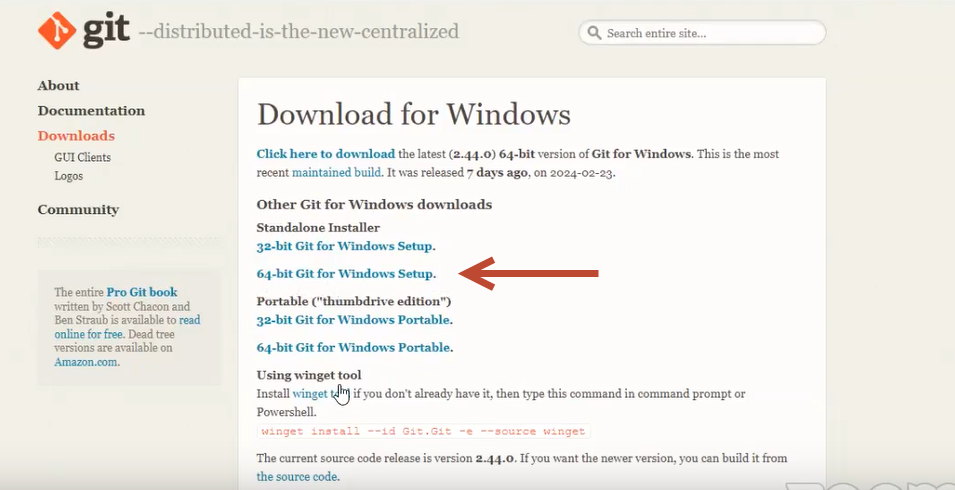 git --distributed-is-the-new-centralized
Search entire site...
About
Documentation
Downloads
GUI Clients
Logos
Community
The entire Pro Git book
written by Scott Chacon and
Ben Straub is available to read
online for free. Dead tree
versions are available on
Amazon.com.
Download for Windows
Click here to download the latest (2.44.0) 64-bit version of Git for Windows. This is the most
recent maintained build. It was released 7 days ago, on 2024-02-23.
Other Git for Windows downloads
Standalone Installer
32-bit Git for Windows Setup.
64-bit Git for Windows Setup.
Portable ("thumbdrive edition")
32-bit Git for Windows Portable.
64-bit Git for Windows Portable.
Using winget tool
Install winget if you don't already have it, then type this command in command prompt or
Powershell.
winget install --id Git.Git -e --source winget
The current source code release is version 2.44.0. If you want the newer version, you can build it from
the source code.